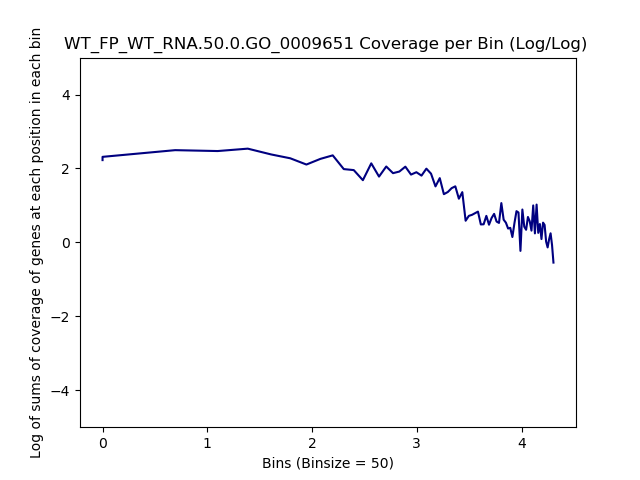 WT_FP_WT_RNA.50.0.GO_0009651 Coverage per Bin (Log/Log)
Log of sums of coverage of genes at each position in each bin
4
2
0
−2
−4
0 1 2 3 4
Bins (Binsize = 50)